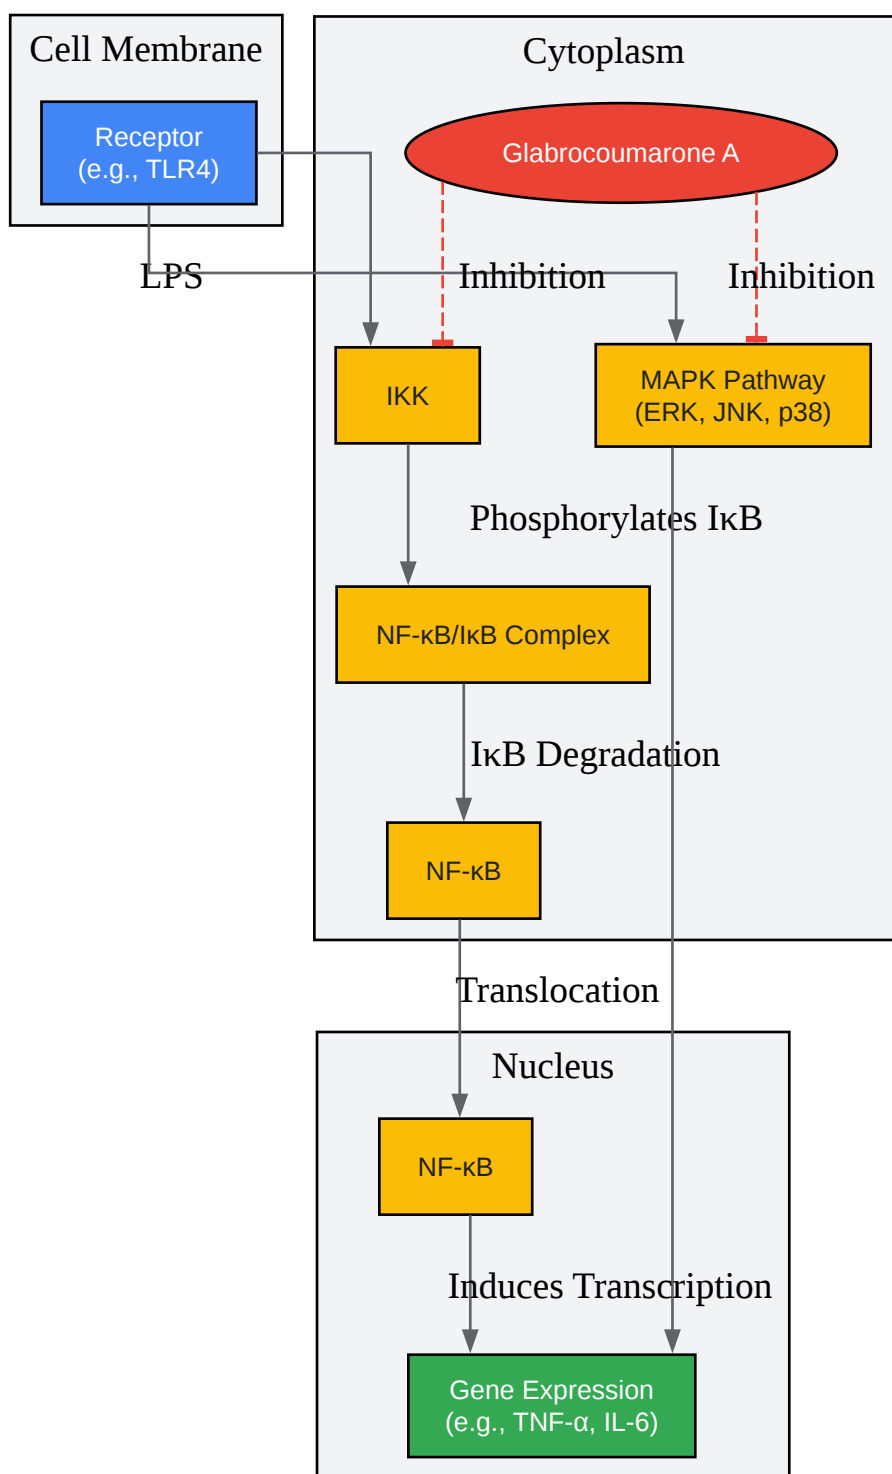 Cell Membrane
Cytoplasm
Receptor
(e.g., TLR4)
Glabrocoumarone A
LPS
Inhibition
Inhibition
IKK
MAPK Pathway
(ERK, JNK, p38)
Phosphorylates IκB
NF-κB/IκB Complex
IκB Degradation
NF-κB
Translocation
Nucleus
NF-κB
Induces Transcription
Gene Expression
(e.g., TNF-α, IL-6)